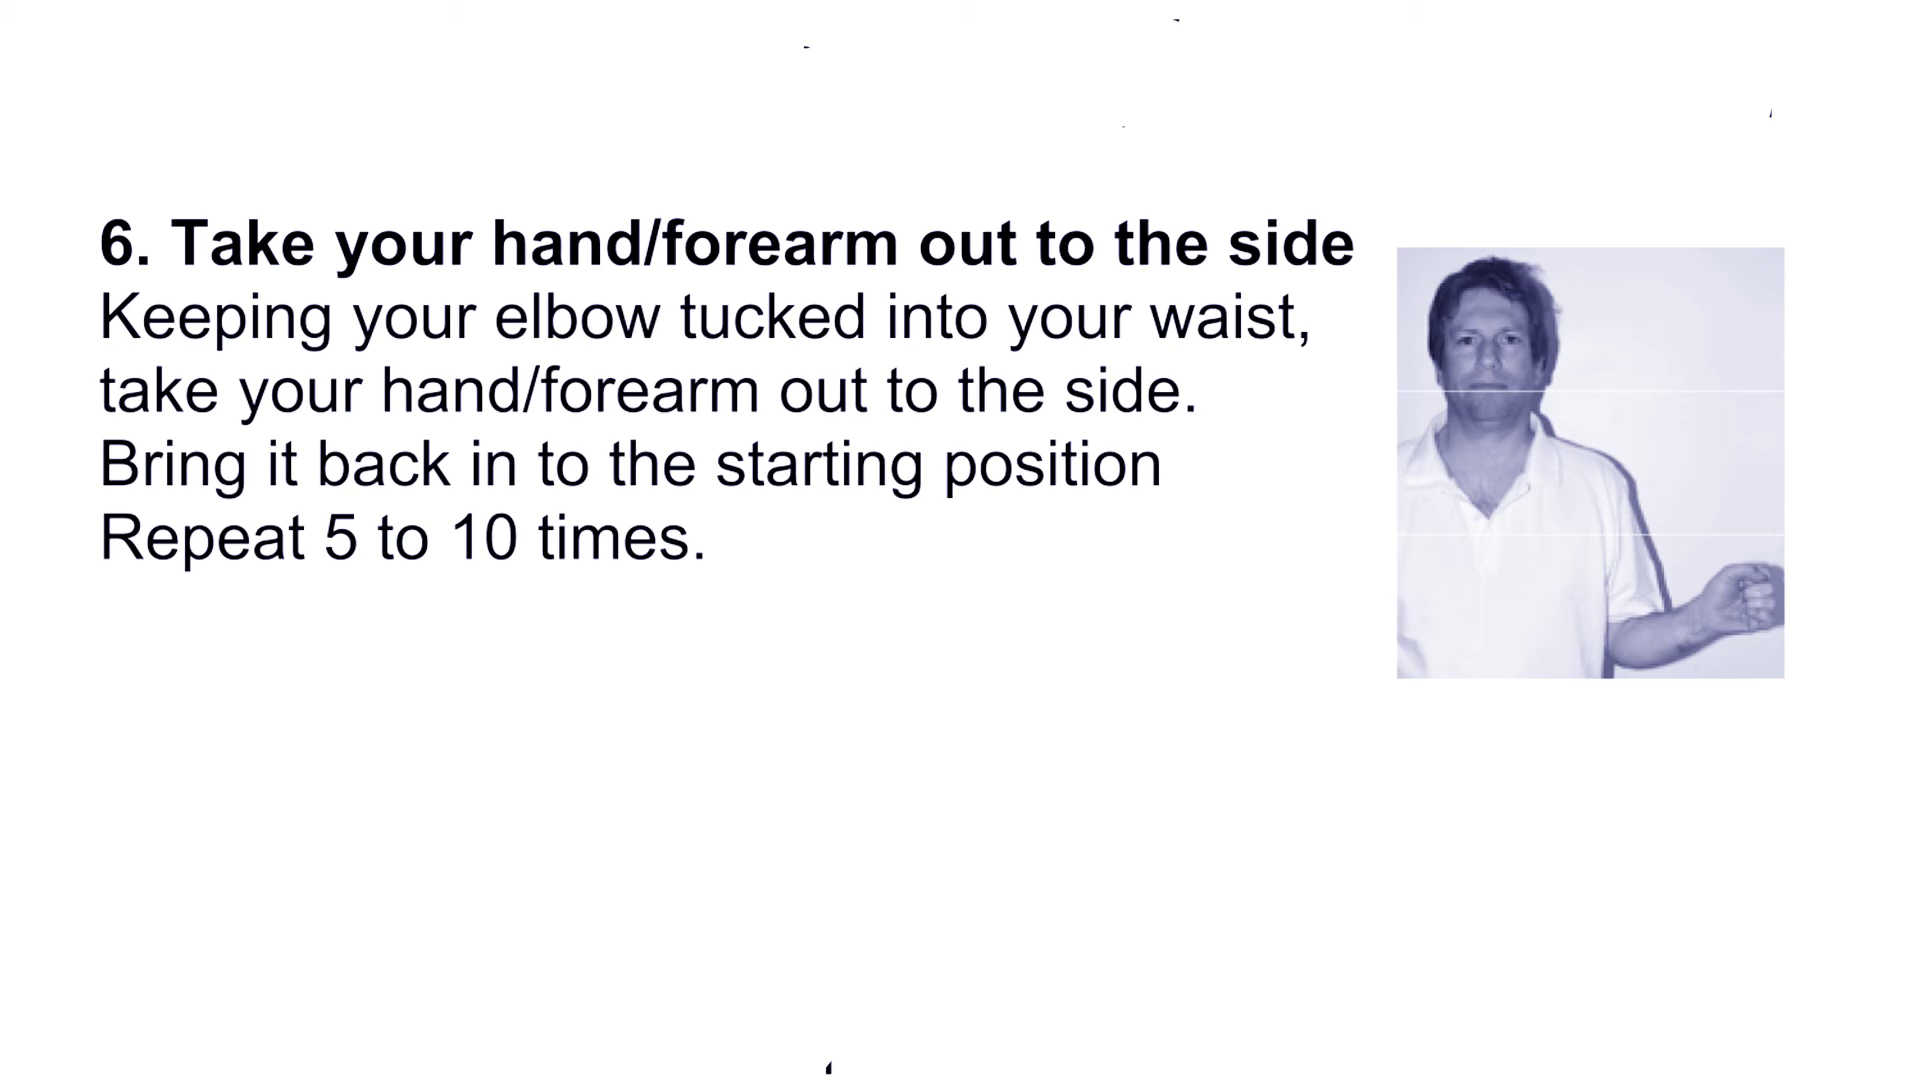 6. Take your hand/forearm out to the side
Keeping your elbow tucked into your waist,
take your hand/forearm out to the side.
Bring it back in to the starting position
Repeat 5 to 10 times.